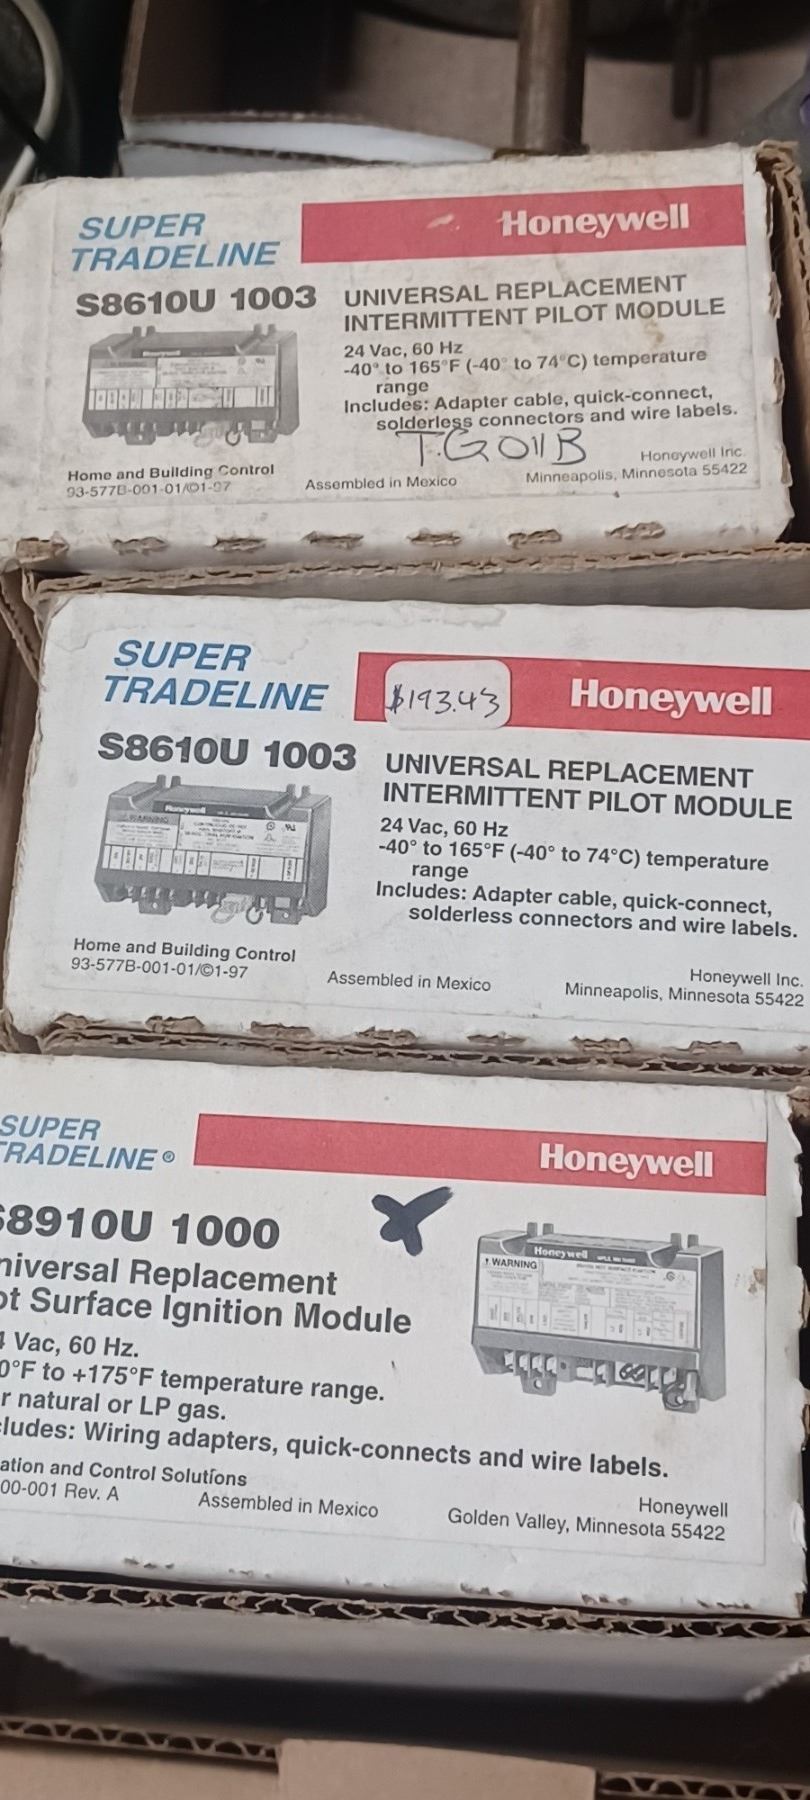 SUPER
TRADELINE
Honeywell
S8610U 1003
UNIVERSAL REPLACEMENT
INTERMITTENT PILOT MODULE
24 Vac, 60 Hz
-40° to 165°F (-40° to 74°C) temperature
range
Includes: Adapter cable, quick-connect,
solderless connectors and wire labels.
T.G011B
Home and Building Control
93-577B-001-01/©1-97
Assembled in Mexico
Honeywell Inc.
Minneapolis, Minnesota 55422
SUPER
TRADELINE
$193.43
Honeywell
S8610U 1003
UNIVERSAL REPLACEMENT
INTERMITTENT PILOT MODULE
24 Vac, 60 Hz
-40° to 165°F (-40° to 74°C) temperature
range
Includes: Adapter cable, quick-connect,
solderless connectors and wire labels.
Honeywell
WARNING
Home and Building Control
93-577B-001-01/©1-97
Assembled in Mexico
Honeywell Inc.
Minneapolis, Minnesota 55422
SUPER
TRADELINE®
Honeywell
S8910U 1000
niversal Replacement
ot Surface Ignition Module
4 Vac, 60 Hz.
0°F to +175°F temperature range.
r natural or LP gas.
cludes: Wiring adapters, quick-connects and wire labels.
Honeywell
! WARNING
ation and Control Solutions
00-001 Rev. A
Assembled in Mexico
Honeywell
Golden Valley, Minnesota 55422